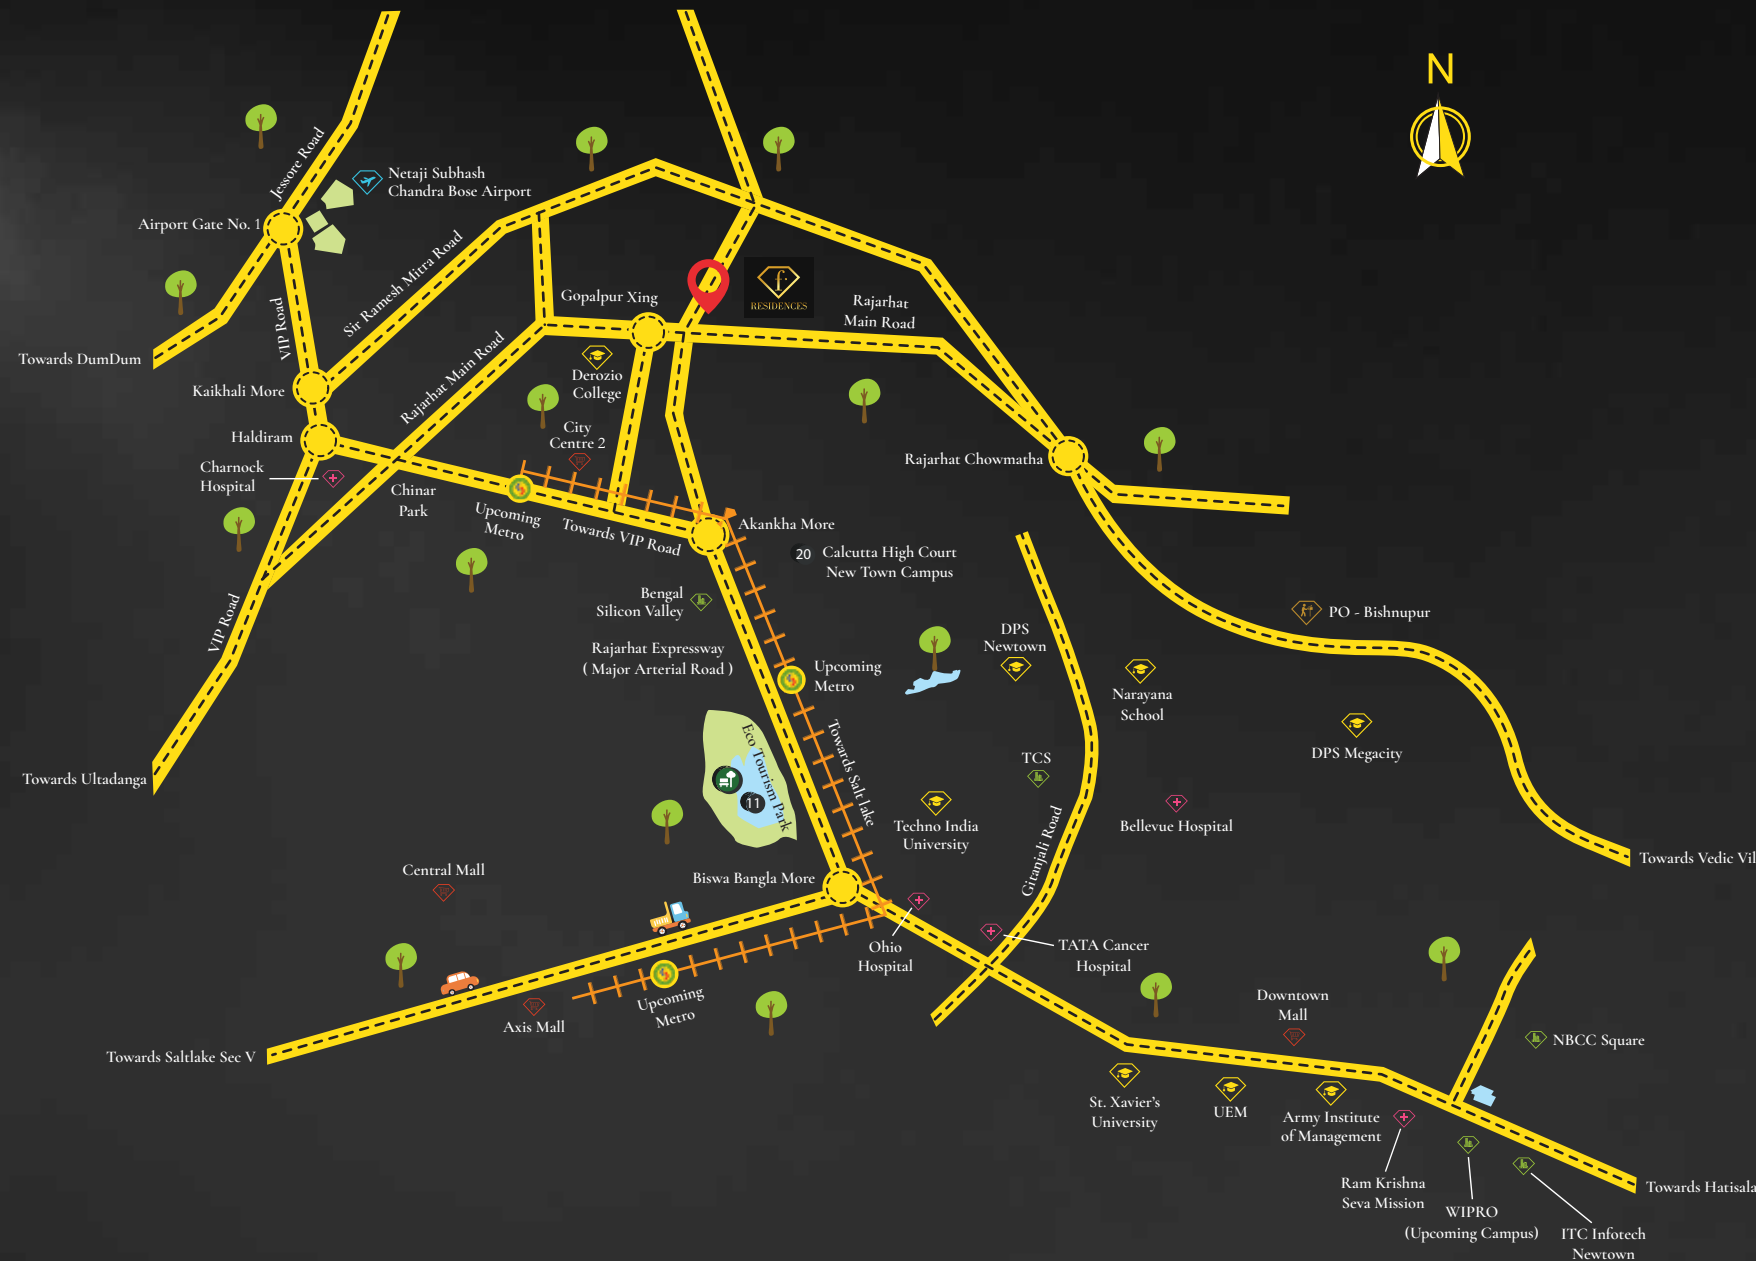 N
Jessore Road
Netaji Subhash
Chandra Bose Airport
Airport Gate No. 1
Sir Ramesh Mitra Road
VIP Road
Gopalpur Xing
f
RESIDENCES
Rajarhat
Main Road
Towards DumDum
Rajarhat Main Road
Derozio
College
Kaikhali More
City
Centre 2
Haldiram
Rajarhat Chowmatha
Charnock
Hospital
Chinar
Park
Upcoming
Metro
Towards VIP Road
Akankha More
20
Calcutta High Court
New Town Campus
Bengal
Silicon Valley
PO - Bishnupur
VIP Road
DPS
Newtown
Rajarhat Expressway
( Major Arterial Road )
Upcoming
Metro
Narayana
School
Eco Tourism Park
11
Towards Salt lake
TCS
DPS Megacity
Towards Ultadanga
Techno India
University
Gitanjali Road
Bellevue Hospital
Towards Vedic Vil
Central Mall
Biswa Bangla More
Ohio
Hospital
TATA Cancer
Hospital
Upcoming
Metro
Axis Mall
Downtown
Mall
NBCC Square
Towards Saltlake Sec V
St. Xavier's
University
UEM
Army Institute
of Management
Ram Krishna
Seva Mission
Towards Hatisala
WIPRO
(Upcoming Campus)
ITC Infotech
Newtown